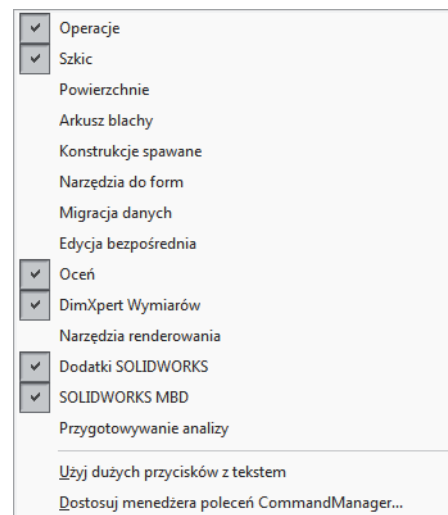 Operacje
Szkic
Powierzchnie
Arkusz blachy
Konstrukcje spawane
Narzędzia do form
Migracja danych
Edycja bezpośrednia
Oceń
DimXpert Wymiarów
Narzędzia renderowania
Dodatki SOLIDWORKS
SOLIDWORKS MBD
Przygotowywanie analizy
Użyj dużych przycisków z tekstem
Dostosuj menedżera poleceń CommandManager...